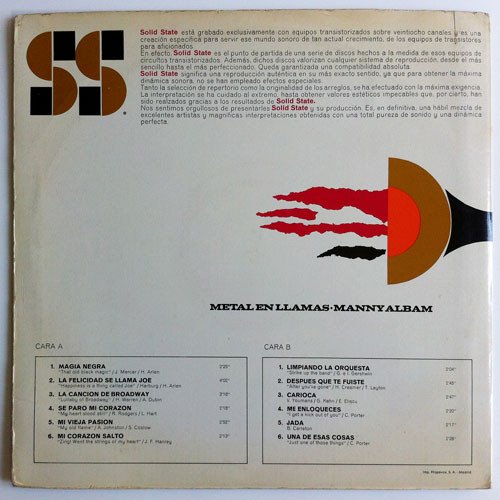 SS
Solid State está grabado exclusivamente con equipos transistorizados sobre veintiocho canales y es una
creación específica para servir ese mundo sonoro de tan actual crecimiento, de los equipos de transistores
para aficionados
En efecto, Solid State es el punto de partida de una serie de discos hechos a la medida de esos equipos de
circuitos transistorizados. Además, dichos discos valorizan cualquier sistema de reproducción, desde el más
sencillo hasta el más perfeccionado. Queda garantizada una compatibilidad absoluta.
Solid State significa una reproducción auténtica en su más exacto sentido, ya que para obtener la máxima
dinámica sonora, no se han empleado efectos especiales.
Tanto la selección de repertorio como la originalidad de los arreglos, se ha efectuado con la máxima exigencia.
La interpretación se ha cuidado al extremo, hasta obtener valores estéticos impecables que, por cierto, han
sido realzados gracias a los resultados de Solid State.
Nos sentimos orgullosos de presentarles Solid State y su producción. Es, en definitiva, una hábil mezcla de
excelentes artistas y magníficas interpretaciones obtenidas con una total pureza de sonido y una dinámica
perfecta.
METAL EN LLAMAS·MANNY ALBAM
CARA A
1. MAGIA NEGRA 2'25"
"That old black magic" / J. Mercer / H. Arlen
2. LA FELICIDAD SE LLAMA JOE 4'02"
"Happiness is a thing called Joe" / Harburg / H. Arlen
3. LA CANCION DE BROADWAY 2'16"
"Lullaby of Broadway" / H. Warren / A. Dubin
4. SE PARO MI CORAZON 2'18"
"My heart stood still" / R. Rodgers / L. Hart
5. MI VIEJA PASION 2'52"
"My old flame" / A. Johnston / S. Coslow
6. MI CORAZON SALTO 2'13"
"Zing! Went the strings of my heart" / J. F. Hanley
CARA B
1. LIMPIANDO LA ORQUESTA 2'04"
"Strike up the band" / G. e I. Gershwin
2. DESPUES QUE TE FUISTE 2'48"
"After you've gone" / H. Creamer / T. Layton
3. CARIOCA 2'47"
V. Youmans / G. Kahn / E. Eliscu
4. ME ENLOQUECES 2'20"
"I get a kick out of you" / C. Porter
5. JADA 2'17"
B. Carleton
6. UNA DE ESAS COSAS 2'28"
"Just one of those things" / C. Porter